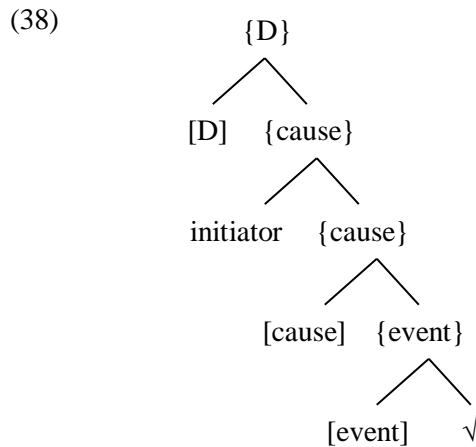 (38)
{D}
[D] {cause}
initiator {cause}
[cause] {event}
[event] √